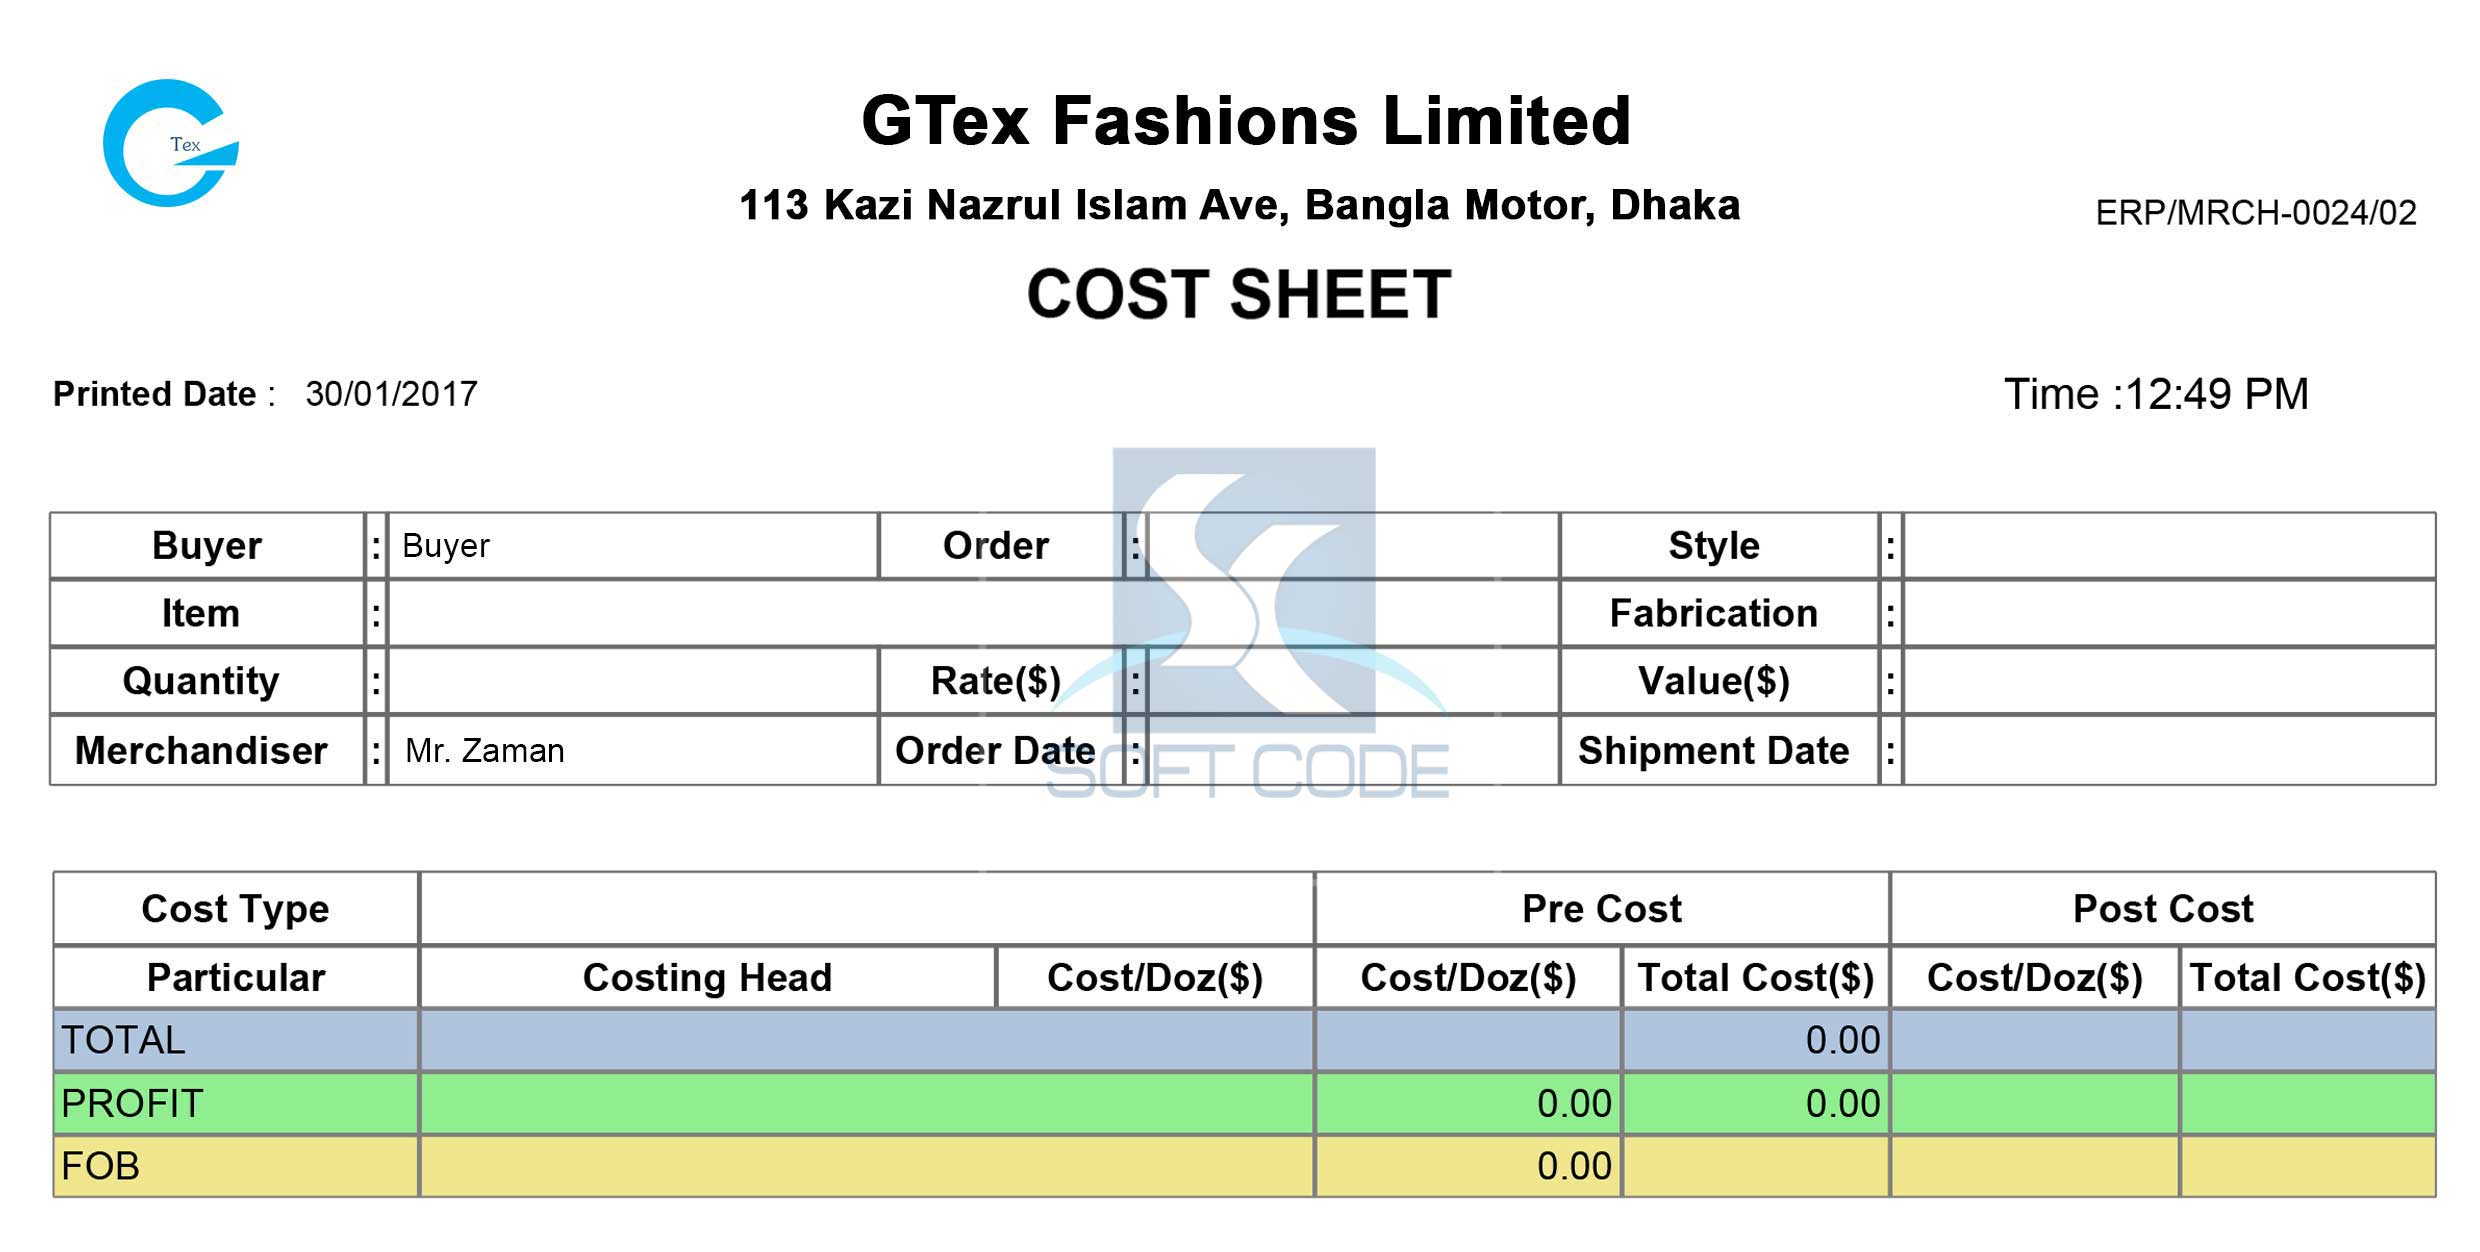 Tex
GTex Fashions Limited
113 Kazi Nazrul Islam Ave, Bangla Motor, Dhaka
ERP/MRCH-0024/02
COST SHEET
Printed Date : 30/01/2017
Time :12:49 PM
Buyer : Buyer Order : Style :
Item : Fabrication :
Quantity : Rate($) : Value($) :
Merchandiser : Mr. Zaman Order Date : Shipment Date :
SOFT CODE
Cost Type Pre Cost Post Cost
Particular Costing Head Cost/Doz($) Cost/Doz($) Total Cost($) Cost/Doz($) Total Cost($)
TOTAL 0.00
PROFIT 0.00 0.00
FOB 0.00